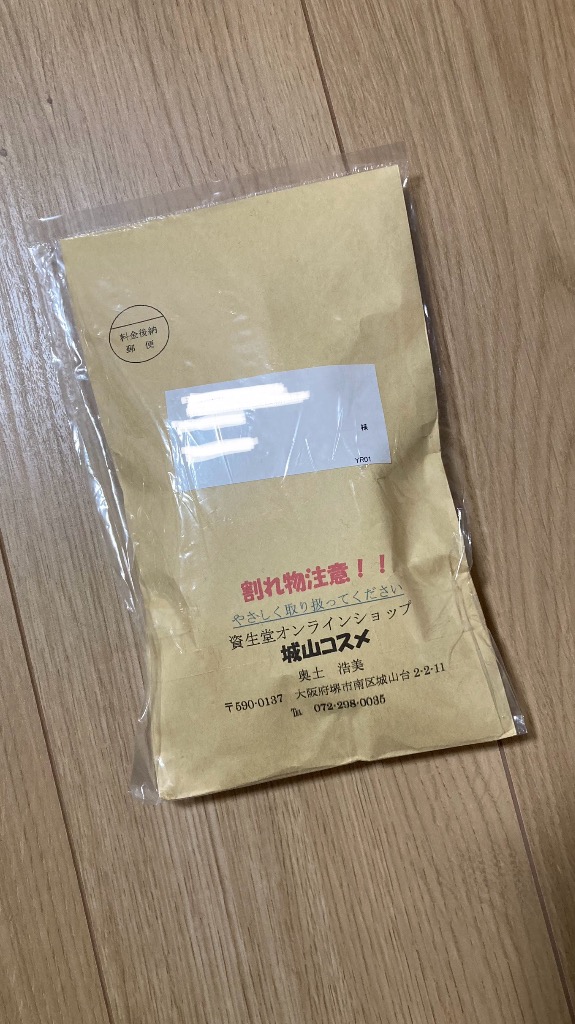 料金後納
郵便
様
YR01
割れ物注意！！
やさしく取り扱ってください
資生堂オンラインショップ
城山コスメ
奥土 浩美
〒590-0137 大阪府堺市南区城山台2-2-11
℡ 072-298-0035